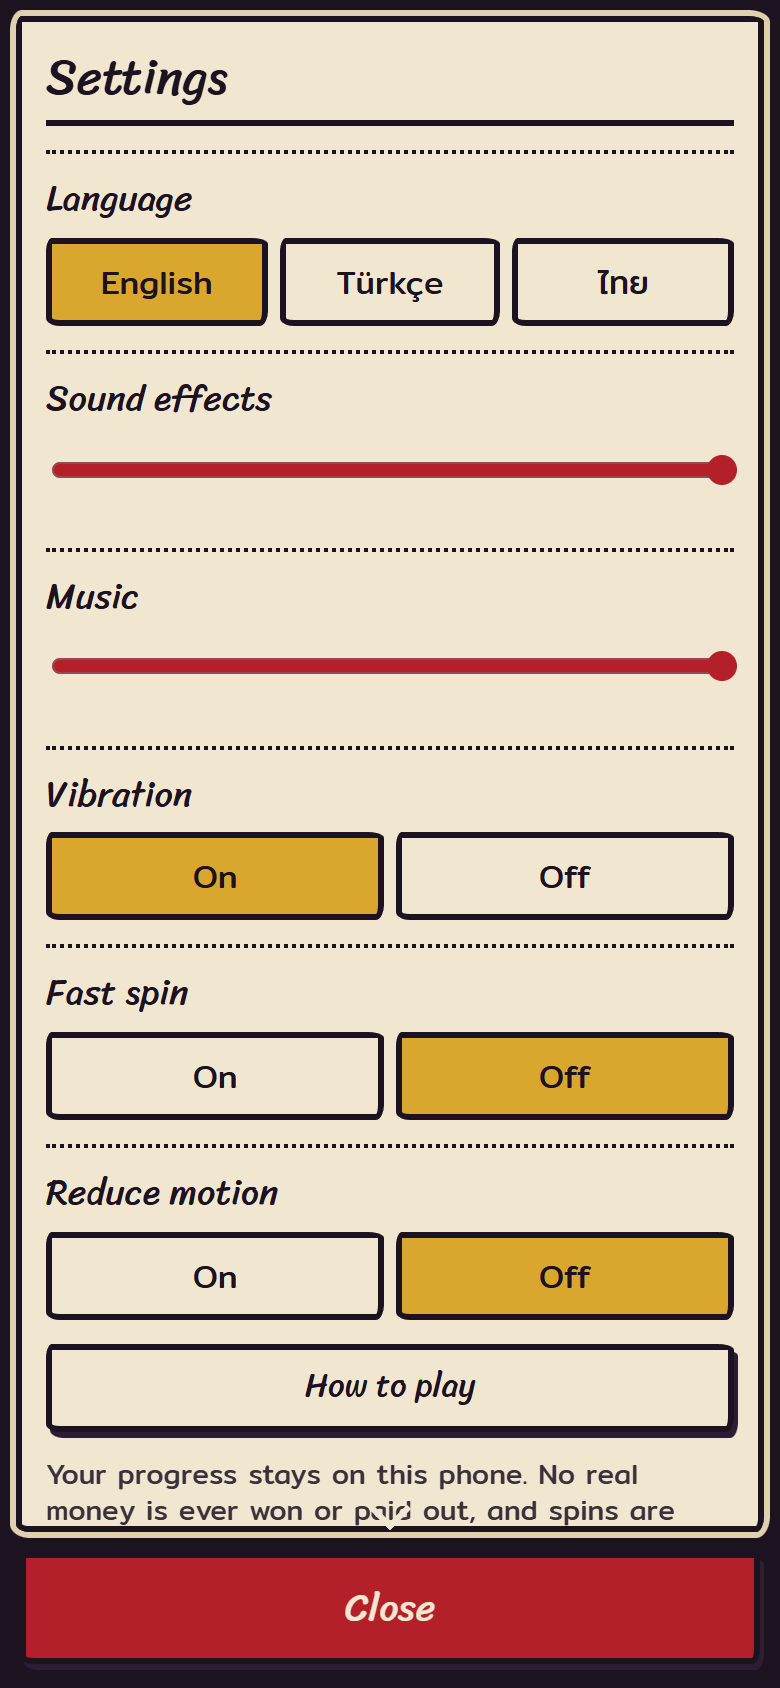 Settings
Language
English Türkçe ไทย
Sound effects
Music
Vibration
On Off
Fast spin
On Off
Reduce motion
On Off
How to play
Your progress stays on this phone. No real
money is ever won or paid out, and spins are
Close